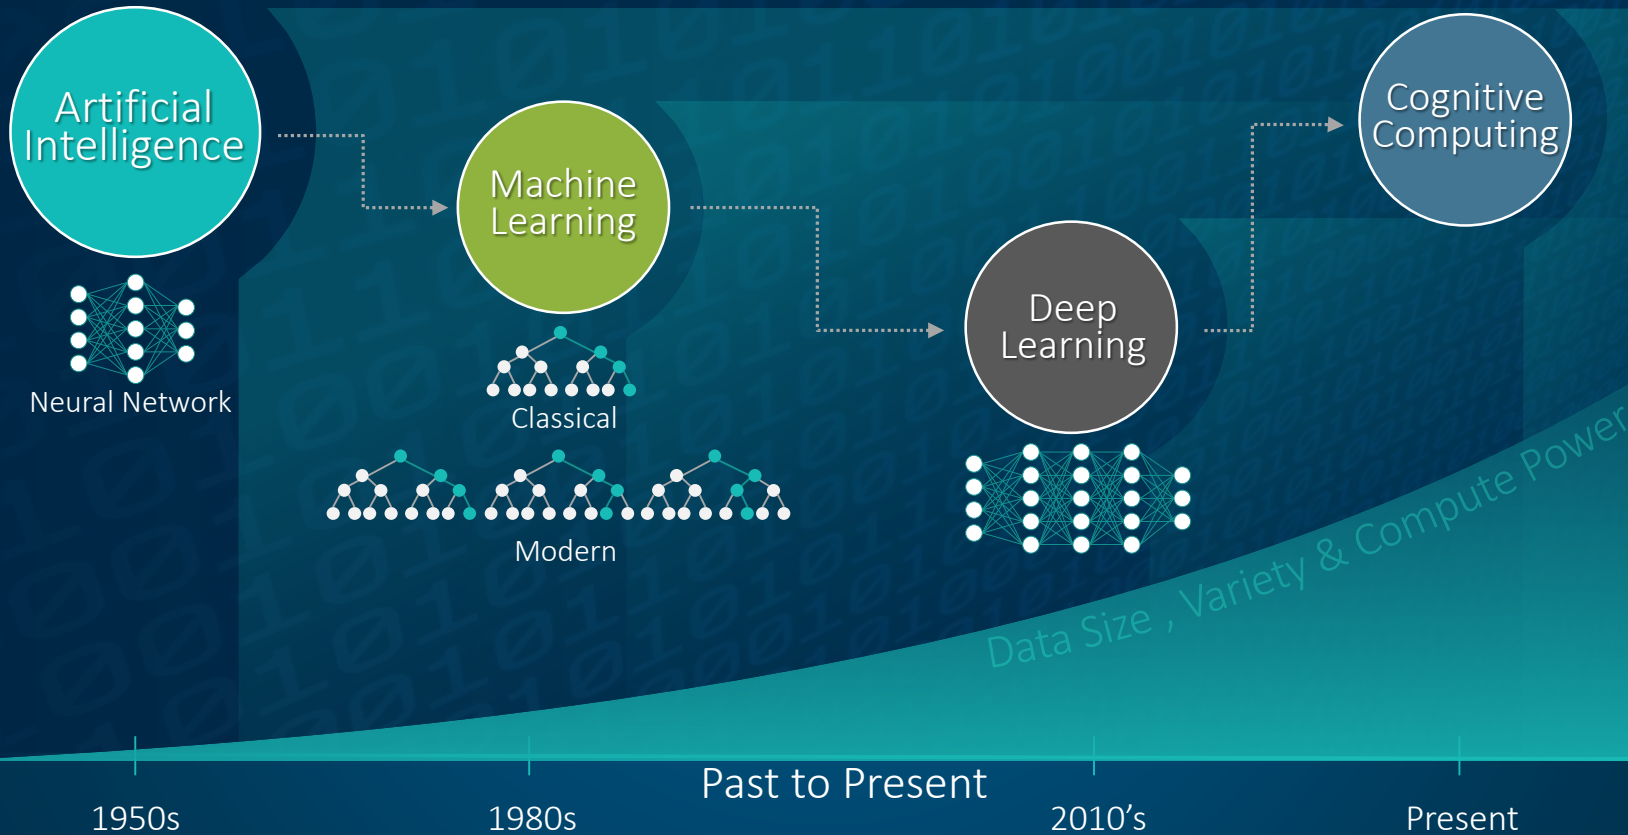 Artificial
Intelligence
Neural Network
Machine
Learning
Classical
Modern
Deep
Learning
Cognitive
Computing
Data Size , Variety & Compute Power
Past to Present
1950s
1980s
2010's
Present